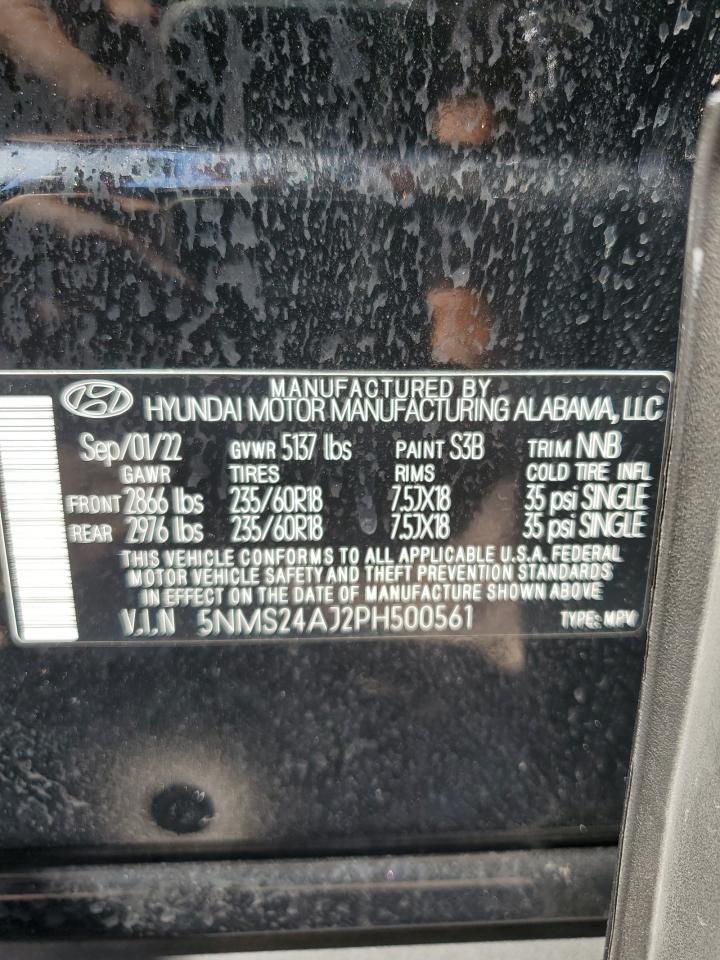 MANUFACTURED BY
HYUNDAI MOTOR MANUFACTURING ALABAMA, LLC
Sep/01/22 GVWR 5137 lbs PAINT S3B TRIM NNB
GAWR TIRES RIMS COLD TIRE INFL
FRONT 2866 lbs 235/60R18 7.5JX18 35 psi SINGLE
REAR 2976 lbs 235/60R18 7.5JX18 35 psi SINGLE
THIS VEHICLE CONFORMS TO ALL APPLICABLE U.S.A. FEDERAL
MOTOR VEHICLE SAFETY AND THEFT PREVENTION STANDARDS
IN EFFECT ON THE DATE OF MANUFACTURE SHOWN ABOVE
V.I.N 5NMS24AJ2PH500561 TYPE: MPV